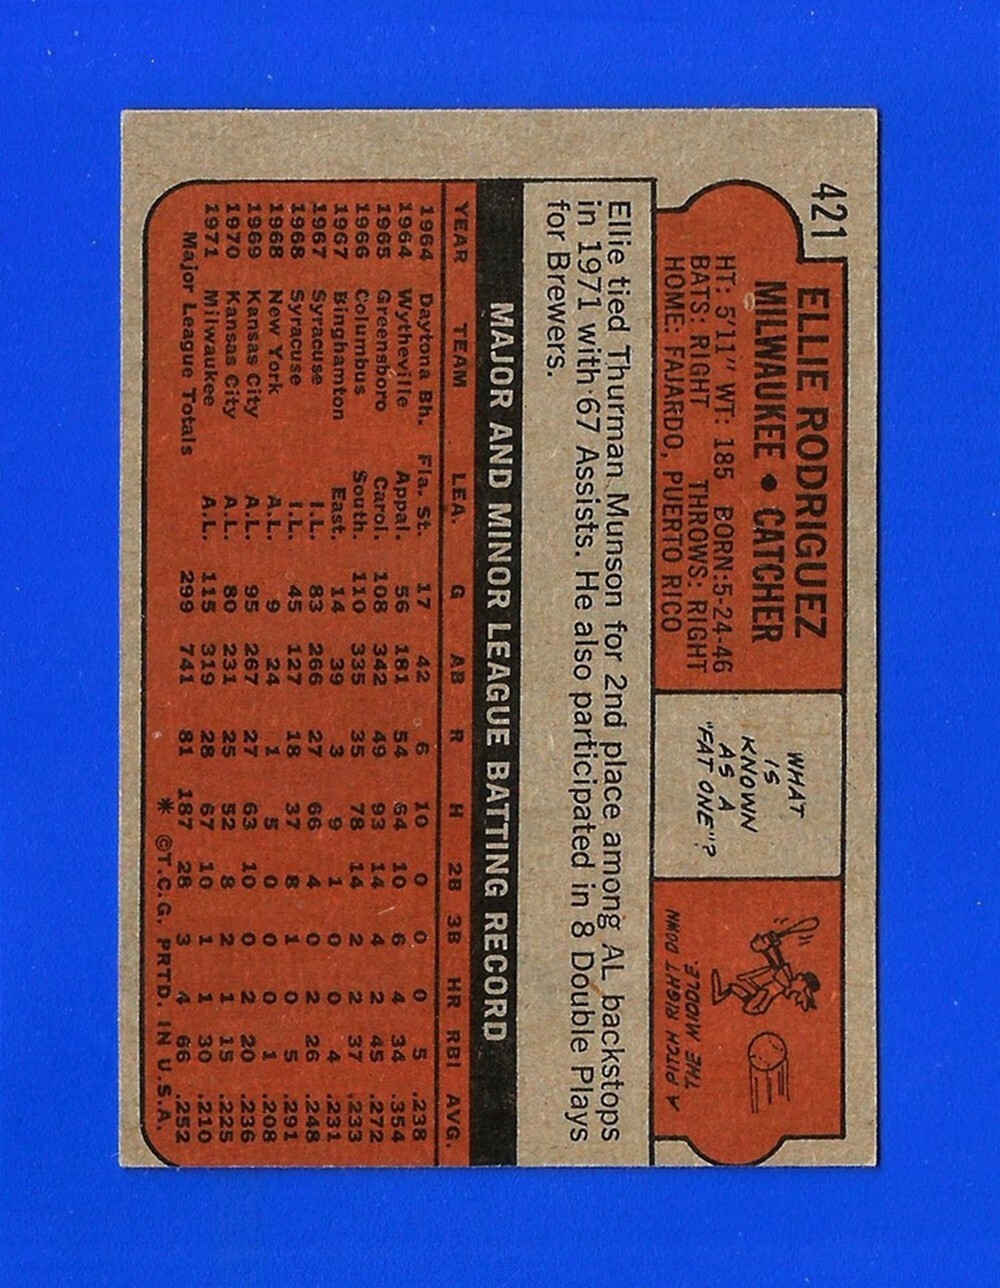 421
ELLIE RODRIGUEZ
MILWAUKEE • CATCHER
HT: 5'11" WT: 185 BORN:5-24-46
BATS: RIGHT THROWS: RIGHT
HOME: FAJARDO, PUERTO RICO
WHAT
IS
KNOWN
AS A
"FAT ONE"?
A PITCH RIGHT DOWN
THE MIDDLE.
Ellie tied Thurman Munson for 2nd place among AL backstops
in 1971 with 67 Assists. He also participated in 8 Double Plays
for Brewers.
MAJOR AND MINOR LEAGUE BATTING RECORD
YEAR TEAM LEA. G AB R H 2B 3B HR RBI AVG.
1964 Daytona Bh. Fla. St. 17 42 6 10 0 0 0 5 .238
1964 Wytheville Appal. 56 181 54 64 10 6 4 34 .354
1965 Greensboro Carol. 108 342 49 93 14 4 2 45 .272
1966 Columbus South. 110 335 35 78 14 2 2 37 .233
1967 Binghamton East. 14 39 3 9 1 0 0 4 .231
1967 Syracuse I.L. 83 266 27 66 4 0 2 26 .248
1968 Syracuse I.L. 45 127 18 37 8 1 0 5 .291
1968 New York A.L. 9 24 1 5 0 0 0 1 .208
1969 Kansas City A.L. 95 267 27 63 10 0 2 20 .236
1970 Kansas City A.L. 80 231 25 52 8 2 1 15 .225
1971 Milwaukee A.L. 115 319 28 67 10 1 1 30 .210
Major League Totals 299 741 81 187 28 3 4 66 .252
* ©T.C.G. PRTD. IN U.S.A.